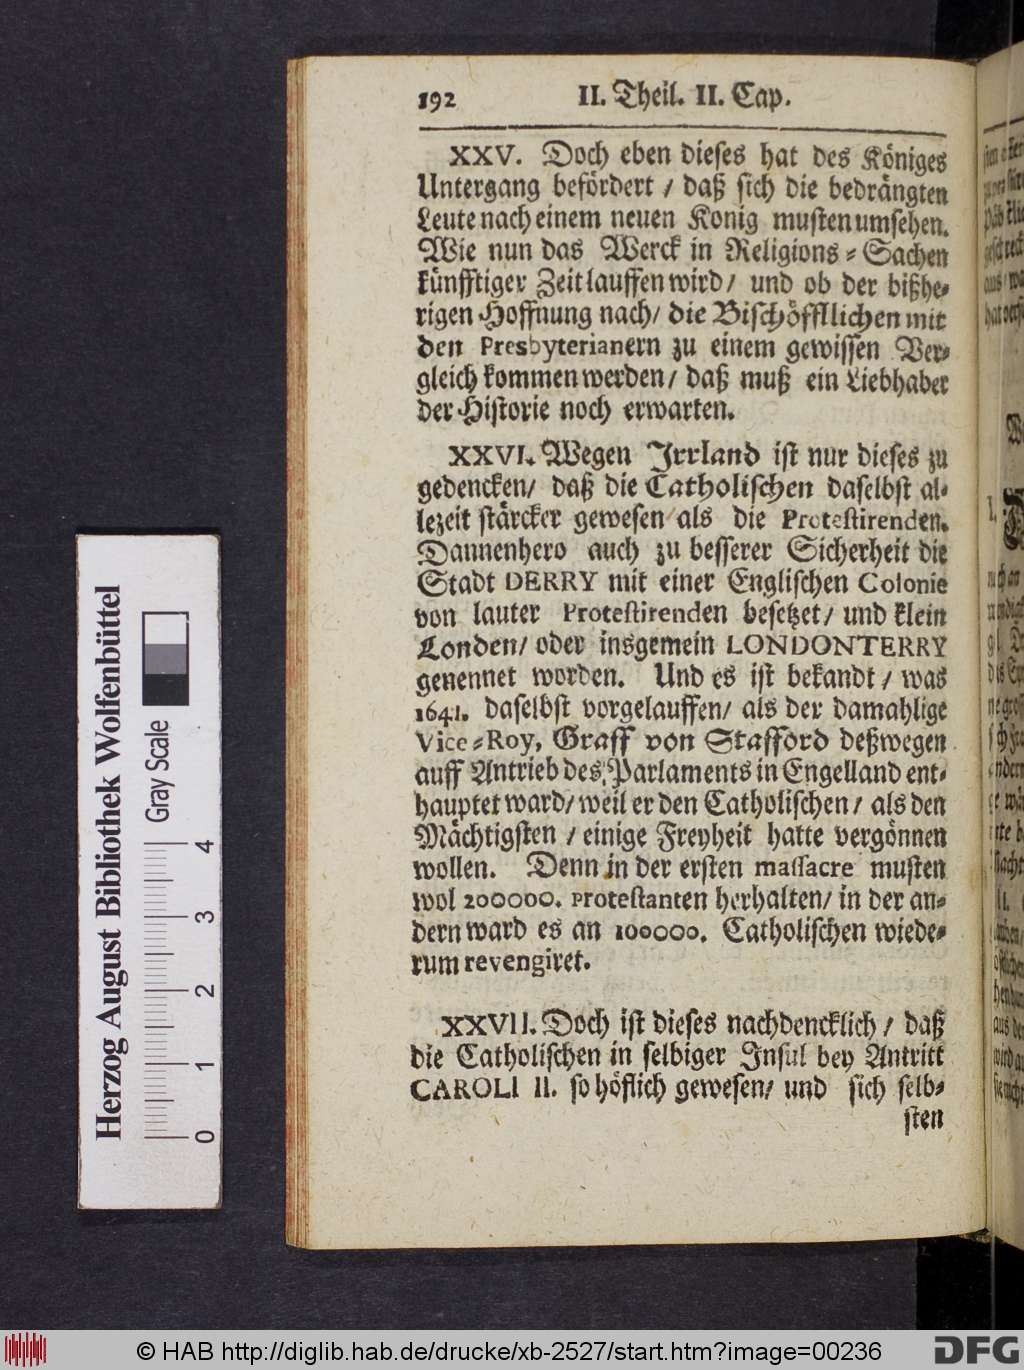 192 II. Theil. II. Cap.
XXV. Doch eben dieses hat des Königes
Untergang befördert / daß sich die bedrängten
Leute nach einem neuen Konig musten umsehen.
Wie nun das Werck in Religions-Sachen
künfftiger Zeit lauffen wird / und ob der bißhe-
rigen Hoffnung nach / die Bischöffllichen mit
den Presbyterianern zu einem gewissen Ver-
gleich kommen werden / daß muß ein Liebhaber
der Historie noch erwarten.
XXVI. Wegen Irrland ist nur dieses zu
gedencken / daß die Catholischen daselbst al-
lezeit stärcker gewesen als die Protestirenden.
Dannenhero auch zu besserer Sicherheit die
Stadt DERRY mit einer Englischen Colonie
von lauter Protestirenden besetzet / und klein
Londen / oder insgemein LONDONTERRY
genennet worden. Und es ist bekandt / was
1641. daselbst vorgelauffen / als der damahlige
Vice-Roy, Graff von Stafford deßwegen
auff Antrieb des Parlaments in Engelland ent-
hauptet ward / weil er den Catholischen / als den
Mächtigsten / einige Freyheit hatte vergönnen
wollen. Denn in der ersten massacre musten
wol 200000. Protestanten herhalten / in der an-
dern ward es an 100000. Catholischen wiede-
rum revengiret.
XXVII. Doch ist dieses nachdencklich / daß
die Catholischen in selbiger Insul bey Antritt
CAROLI II. so höflich gewesen / und sich selb-
sten
Herzog August Bibliothek Wolfenbüttel
Gray Scale
0 1 2 3 4
© HAB http://diglib.hab.de/drucke/xb-2527/start.htm?image=00236
DFG